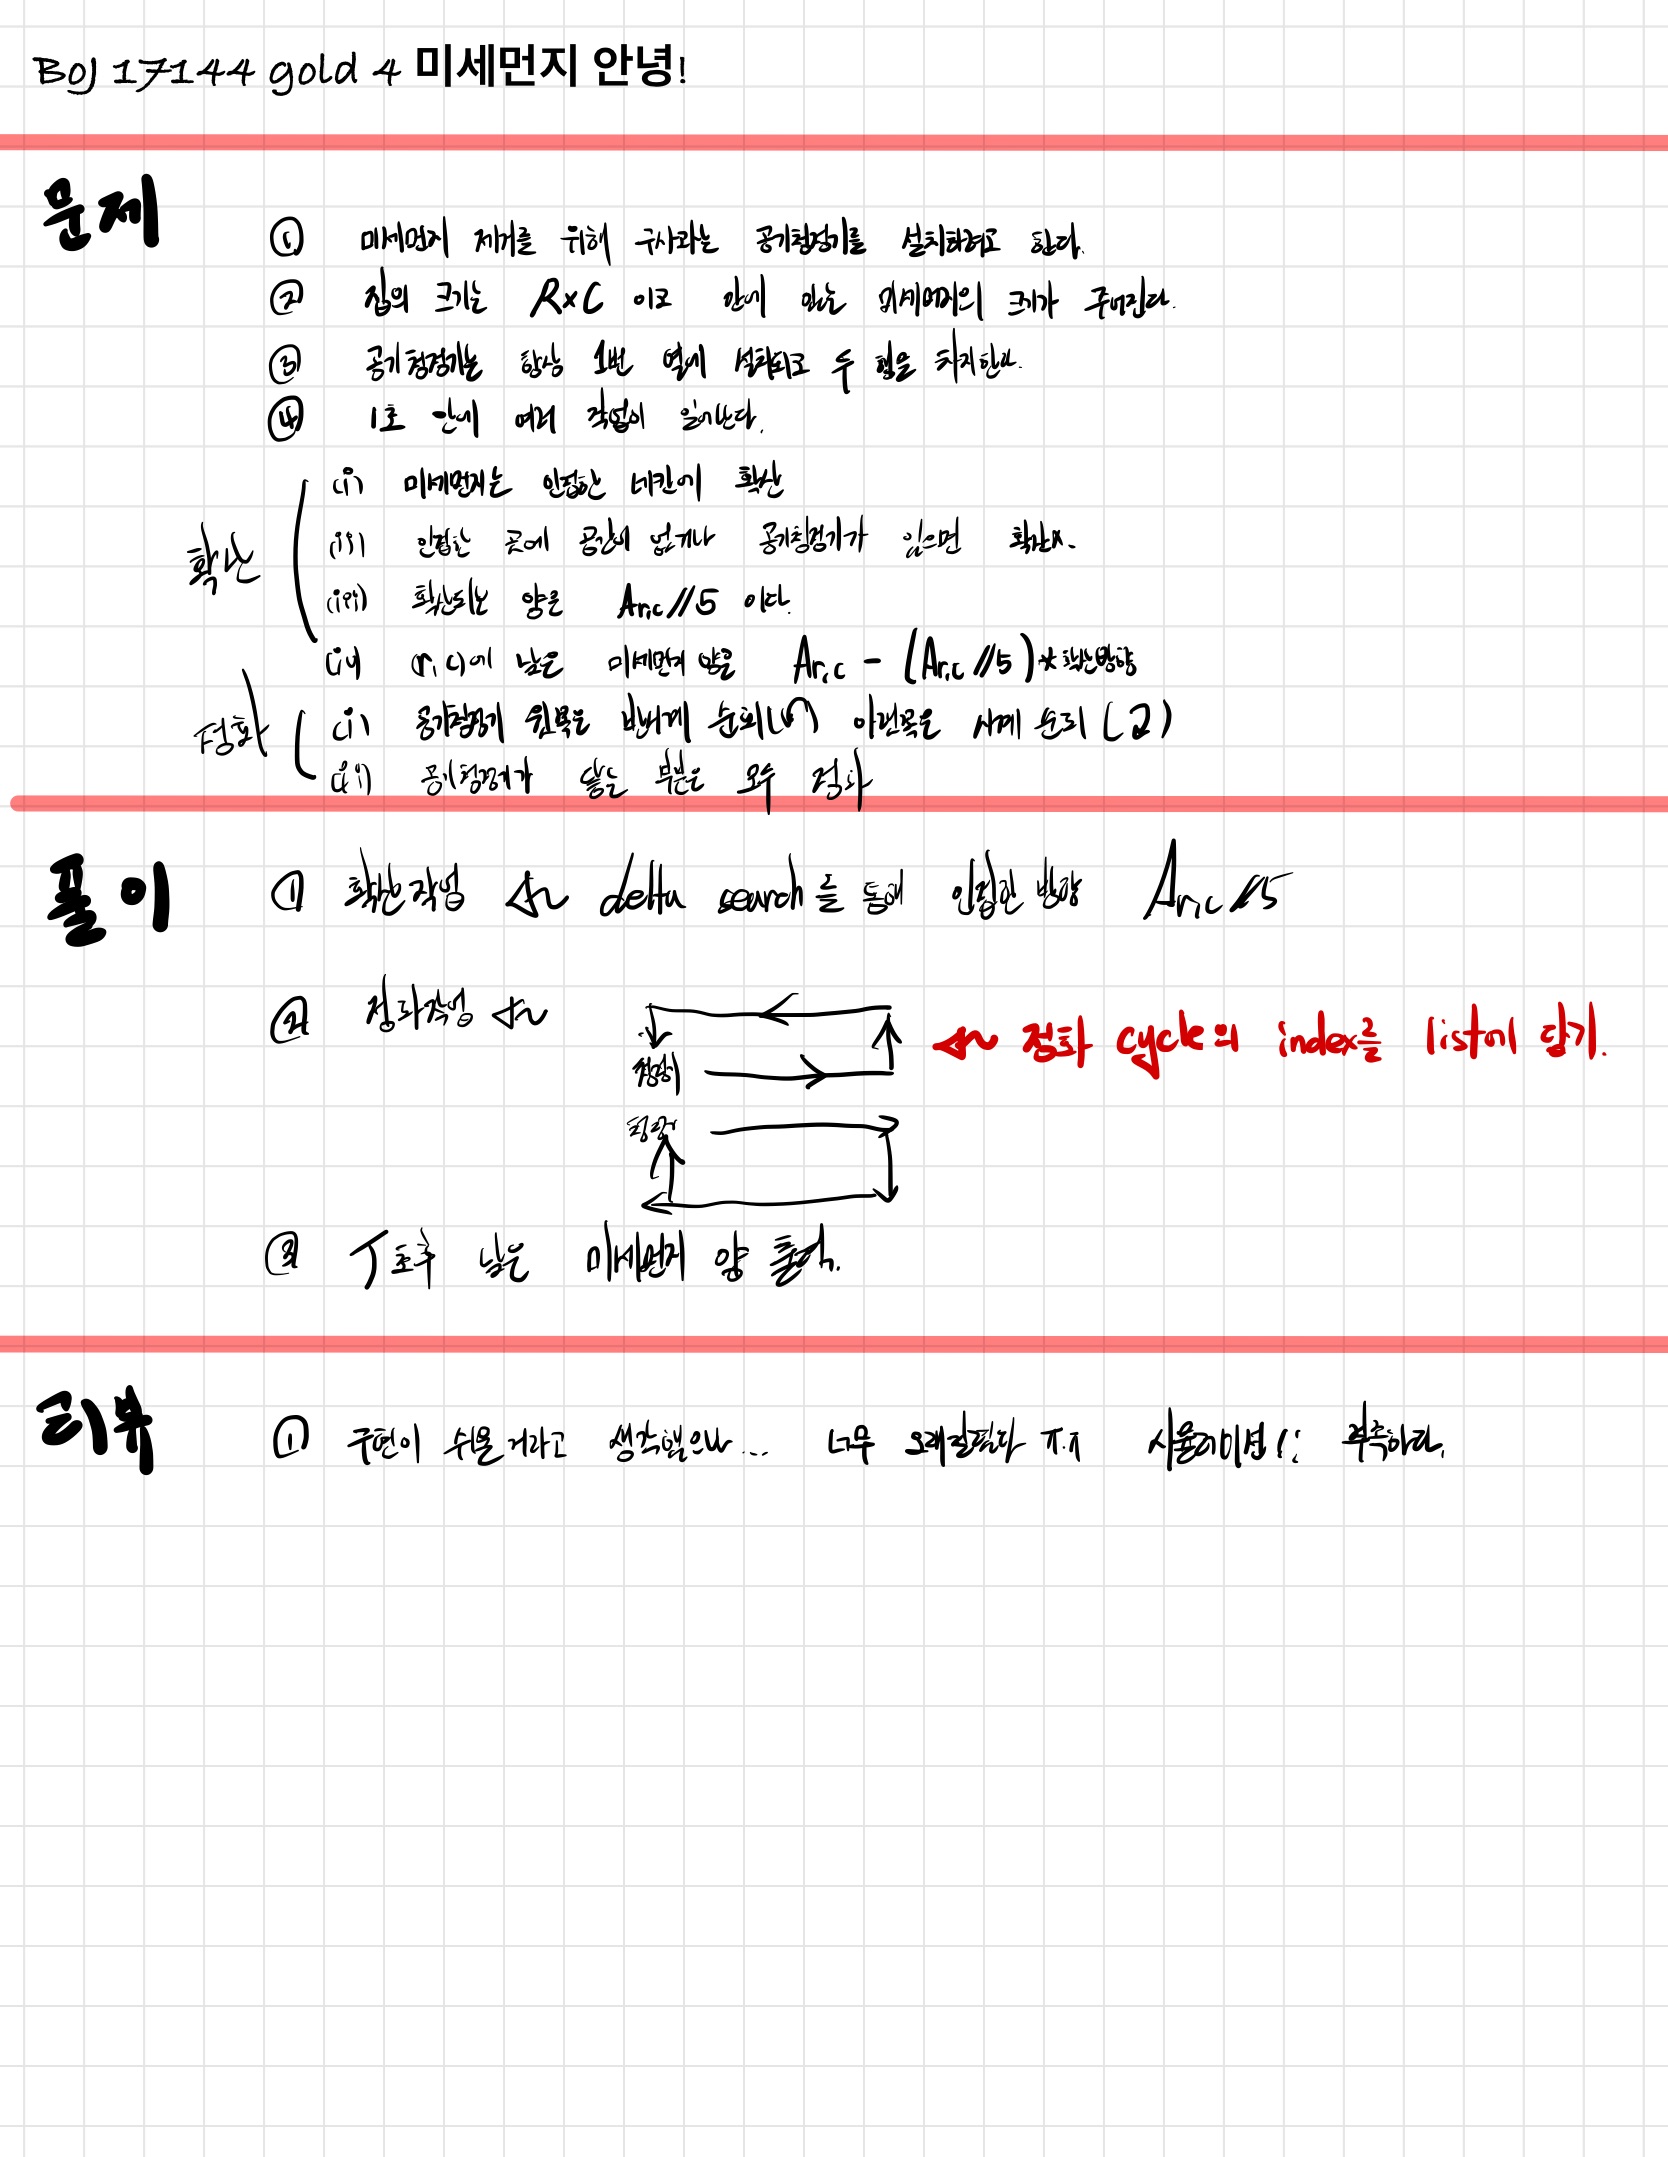 BOJ 17144 gold 4 미세먼지 안녕!
문제
① 미세먼지 제거를 위해 구사과는 공기청정기를 설치하려고 한다.
② 집의 크기는 R×C 이고 안에 있는 미세먼지의 크기가 주어진다.
③ 공기청정기는 항상 1번 열에 설치되고 두 행을 차지한다.
④ 1초 안에 여러 작업이 일어난다.
확산
(i) 미세먼지는 인접한 네칸에 확산
(ii) 인접한 곳에 공간이 없거나 공기청정기가 있으면 확산x.
(iii) 확산되는 양은 Ar,c//5 이다.
(iv) (r,c)에 남은 미세먼지 양은 Ar,c - (Ar,c//5)*확산방향
정화
(i) 공기청정기 윗쪽은 반시계 순회(↶) 아랫쪽은 시계 순회(2)
(ii) 공기청정기가 닿는 부분은 모두 정화
풀이
① 확산작업 delta search를 통해 인접한 방향 Ar,c//5
② 정화작업
청정기
청정기
정화 cycle의 index를 list에 담기.
③ T초후 남은 미세먼지 양 출력.
리뷰
① 구현이 쉬울거라고 생각했으나... 너무 오래걸렸다 ㅠ.ㅠ 시뮬레이션!! 부족하다.